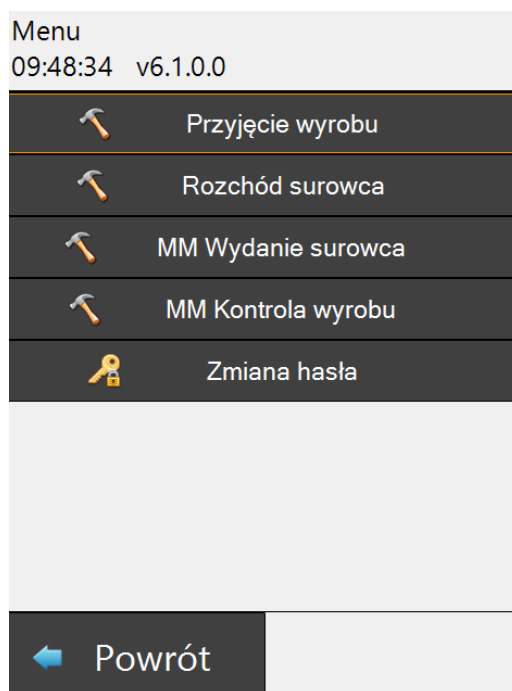 Menu
09:48:34 v6.1.0.0
Przyjęcie wyrobu
Rozchód surowca
MM Wydanie surowca
MM Kontrola wyrobu
Zmiana hasła
Powrót